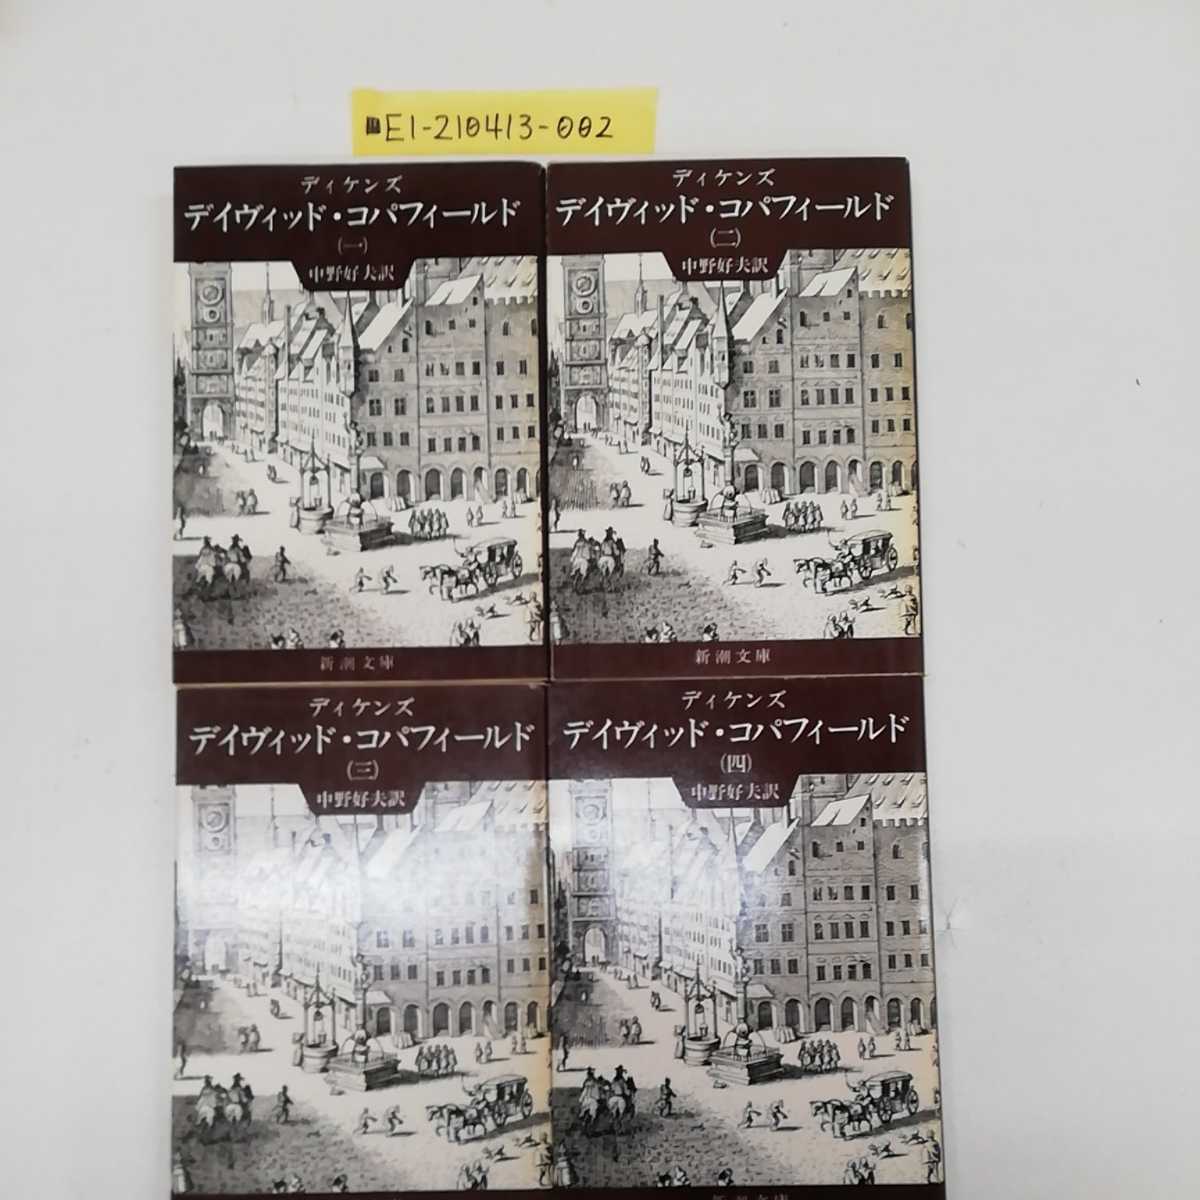 E1-210413-002
ディケンズ
デイヴィッド・コパフィールド
(一)
中野好夫訳
新潮文庫
ディケンズ
デイヴィッド・コパフィールド
(二)
中野好夫訳
新潮文庫
ディケンズ
デイヴィッド・コパフィールド
(三)
中野好夫訳
ディケンズ
デイヴィッド・コパフィールド
(四)
中野好夫訳
新潮文庫